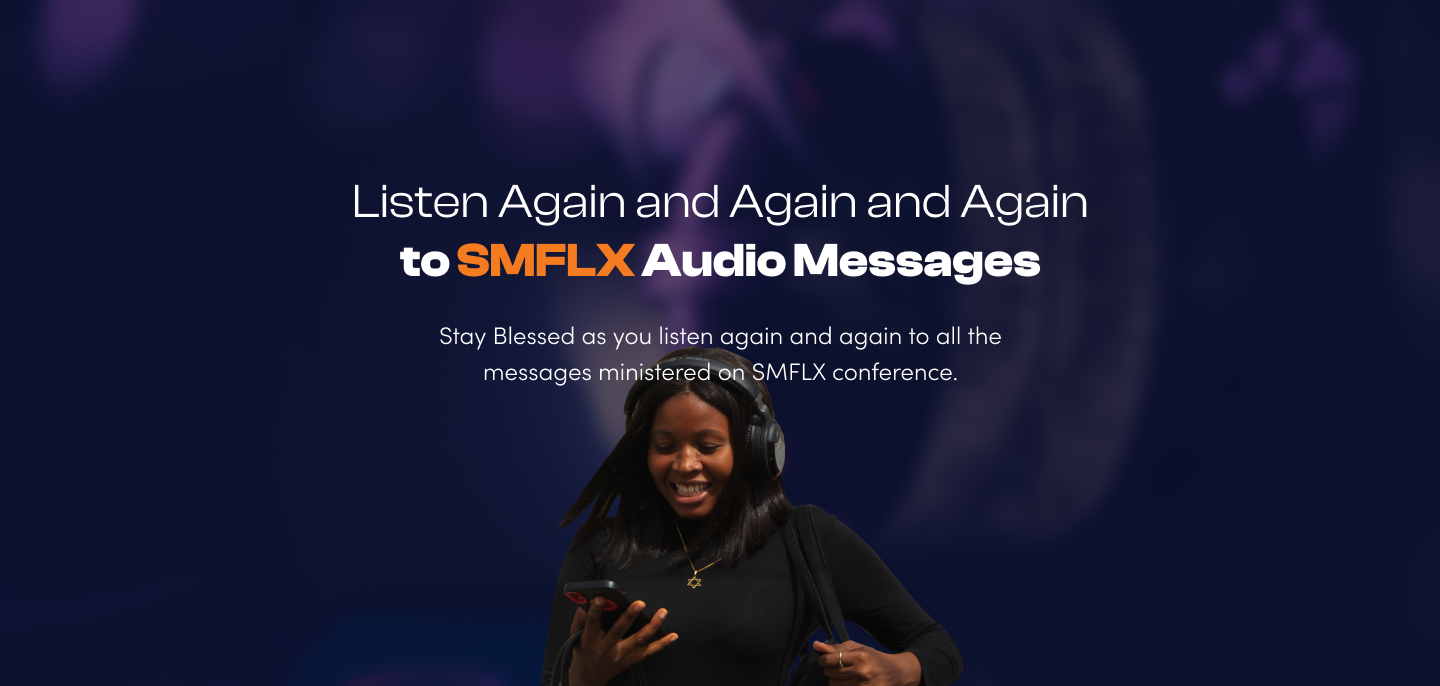 Listen Again and Again and Again
to SMFLX Audio Messages
Stay Blessed as you listen again and again to all the
messages ministered on SMFLX conference.